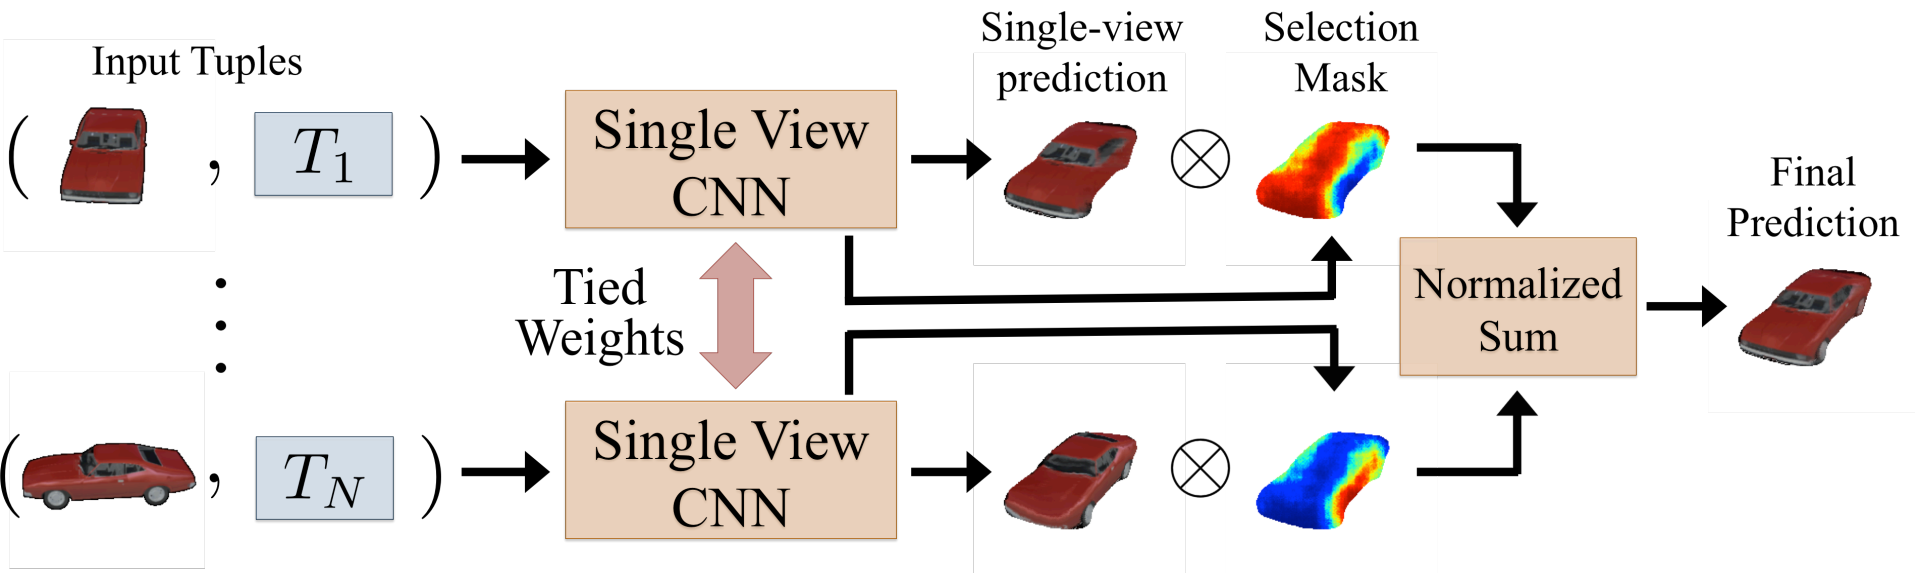 Input Tuples
( , T₁ )
Single View
CNN
Single-view
prediction
Selection
Mask
Final
Prediction
Tied
Weights
Normalized
Sum
( , T_N )
Single View
CNN